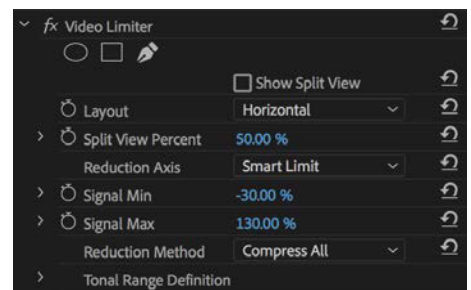 fx Video Limiter
Show Split View
Layout Horizontal
Split View Percent 50.00 %
Reduction Axis Smart Limit
Signal Min -30.00 %
Signal Max 130.00 %
Reduction Method Compress All
Tonal Range Definition